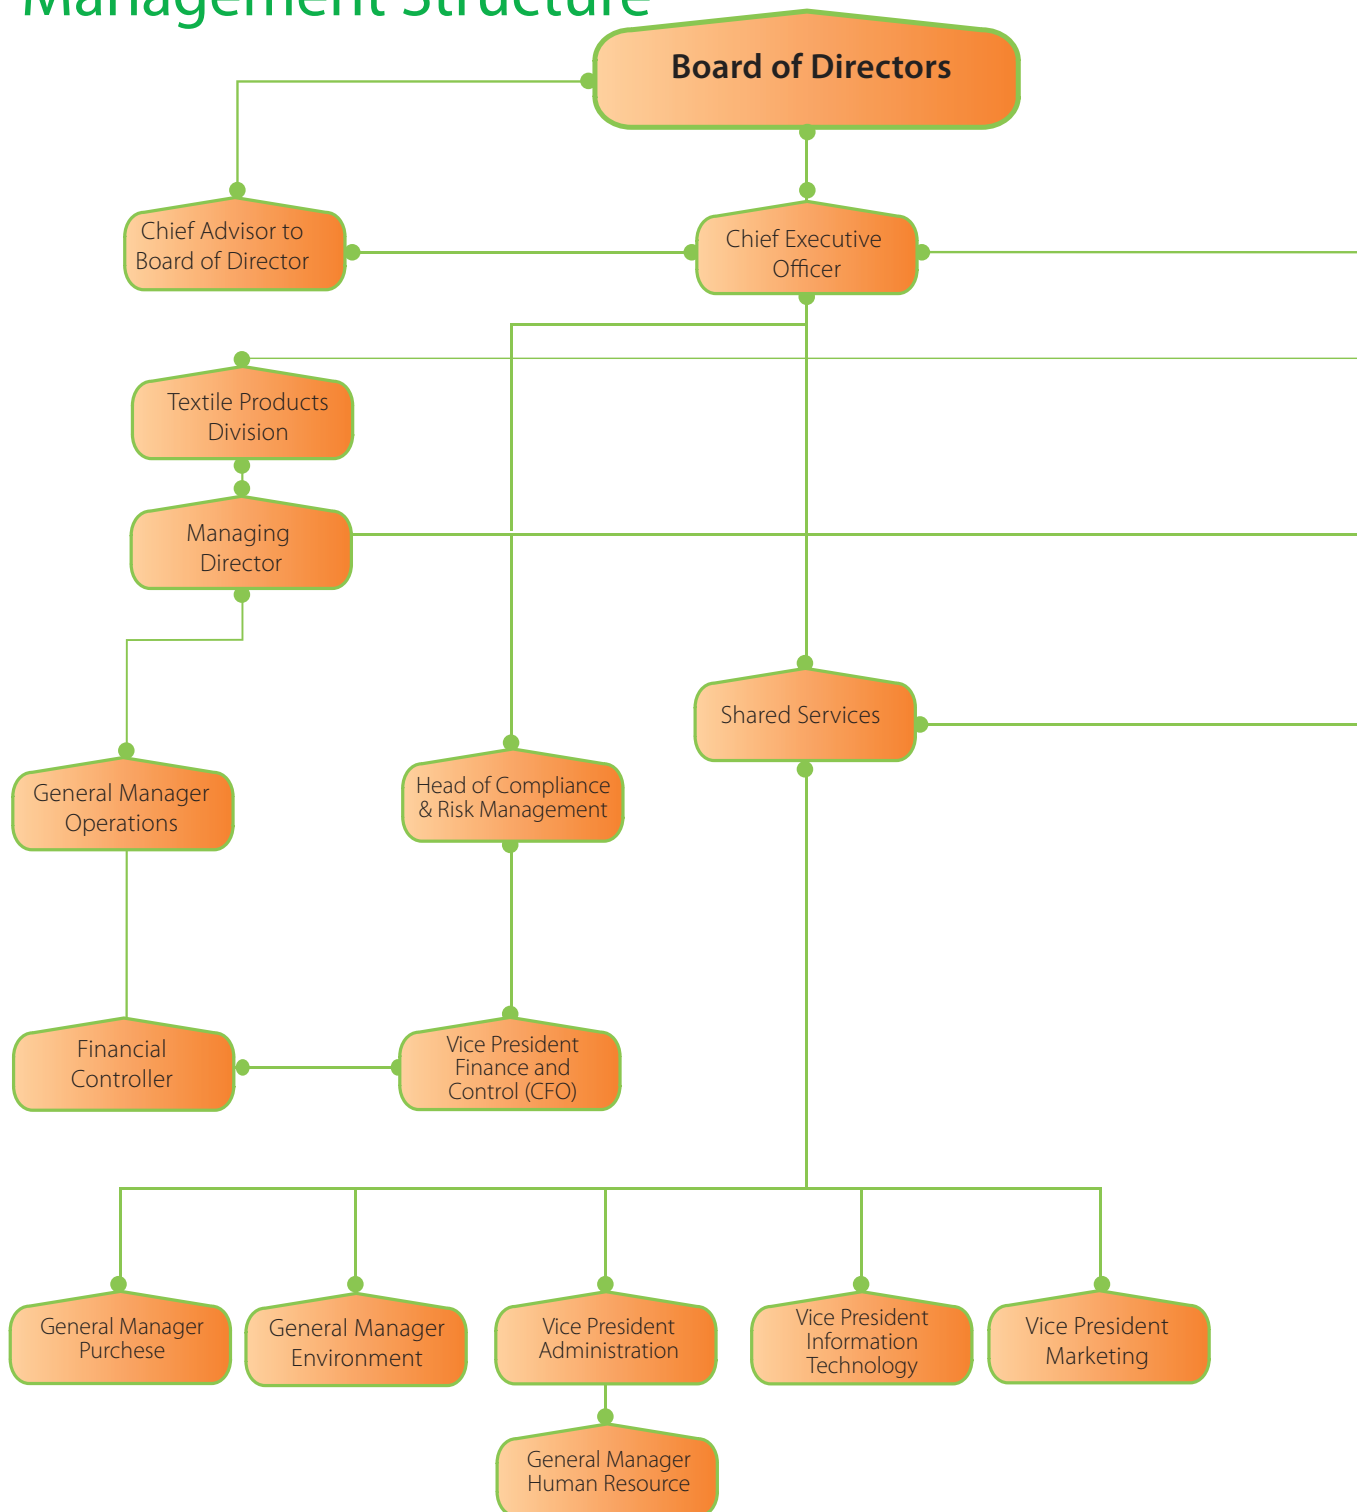 Management Structure
Board of Directors
Chief Advisor to
Board of Director
Chief Executive
Officer
Textile Products
Division
Managing
Director
Shared Services
General Manager
Operations
Head of Compliance
& Risk Management
Financial
Controller
Vice President
Finance and
Control (CFO)
General Manager
Purchese
General Manager
Environment
Vice President
Administration
Vice President
Information
Technology
Vice President
Marketing
General Manager
Human Resource